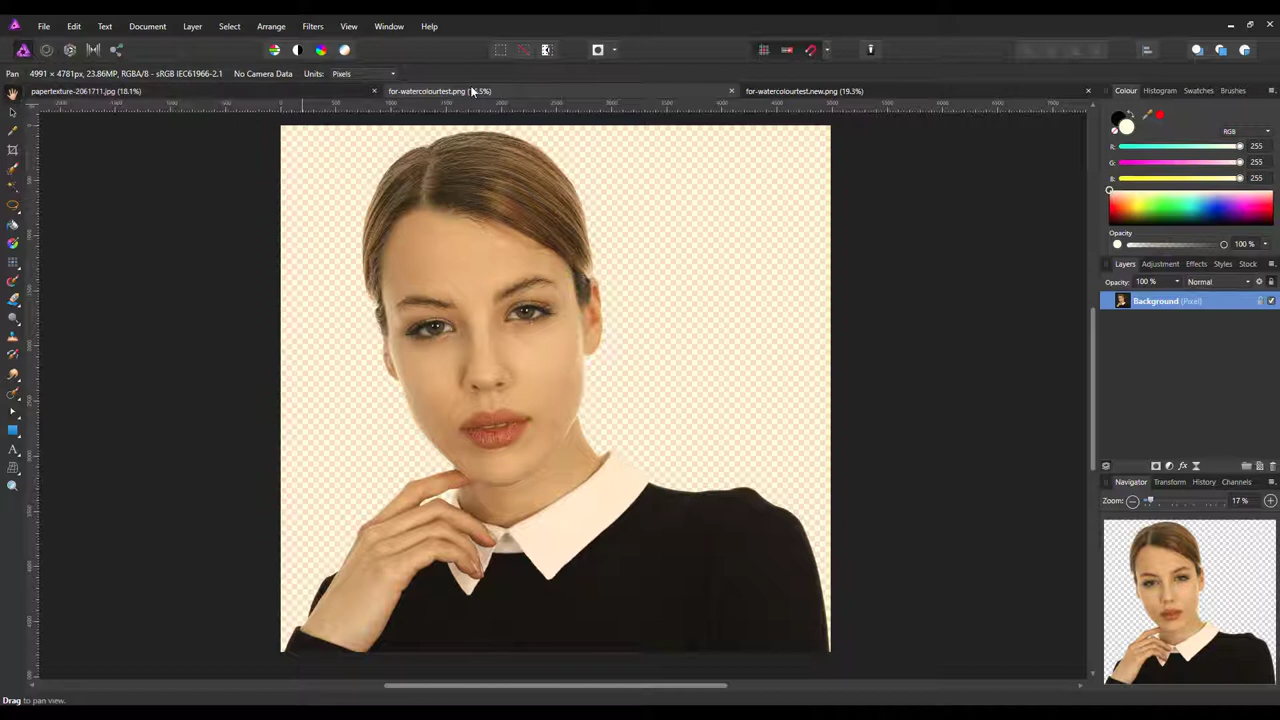 File Edit Text Document Layer Select Arrange Filters View Window Help
Pan 4991 × 4781px, 23.86MP, RGBA/8 - sRGB IEC61966-2.1 No Camera Data Units: Pixels
papertexture-2061711.jpg (18.1%) for-watercolourtest.png for-watercolourtest.new.png (19.3%)
Colour Histogram Swatches Brushes
RGB
R: 255
G: 255
B: 255
Opacity
100 %
Layers Adjustment Effects Styles Stock
Opacity: 100 % Normal
Background (Pixel)
Navigator Transform History Channels
Zoom: 17 %
Drag to pan view.